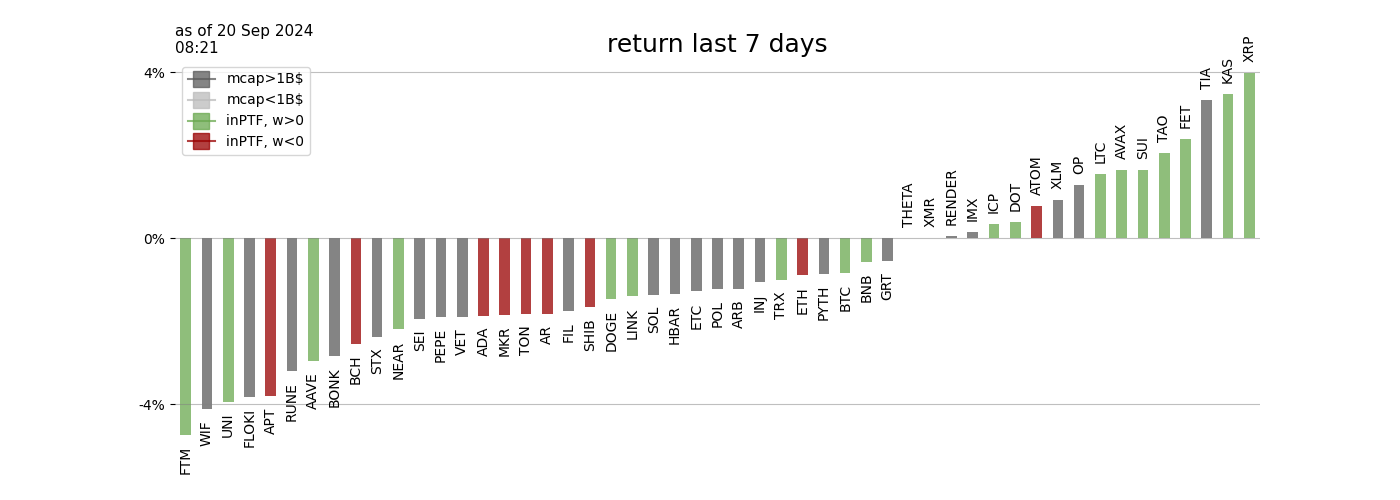 as of 20 Sep 2024
08:21
return last 7 days
4%
0%
-4%
mcap>1B$
mcap<1B$
inPTF, w>0
inPTF, w<0
FTM
WIF
UNI
FLOKI
APT
RUNE
AAVE
BONK
BCH
STX
NEAR
SEI
PEPE
VET
ADA
MKR
TON
AR
FIL
SHIB
DOGE
LINK
SOL
HBAR
ETC
POL
ARB
INJ
TRX
ETH
PYTH
BTC
BNB
GRT
THETA
XMR
RENDER
IMX
ICP
DOT
ATOM
XLM
OP
LTC
AVAX
SUI
TAO
FET
TIA
KAS
XRP